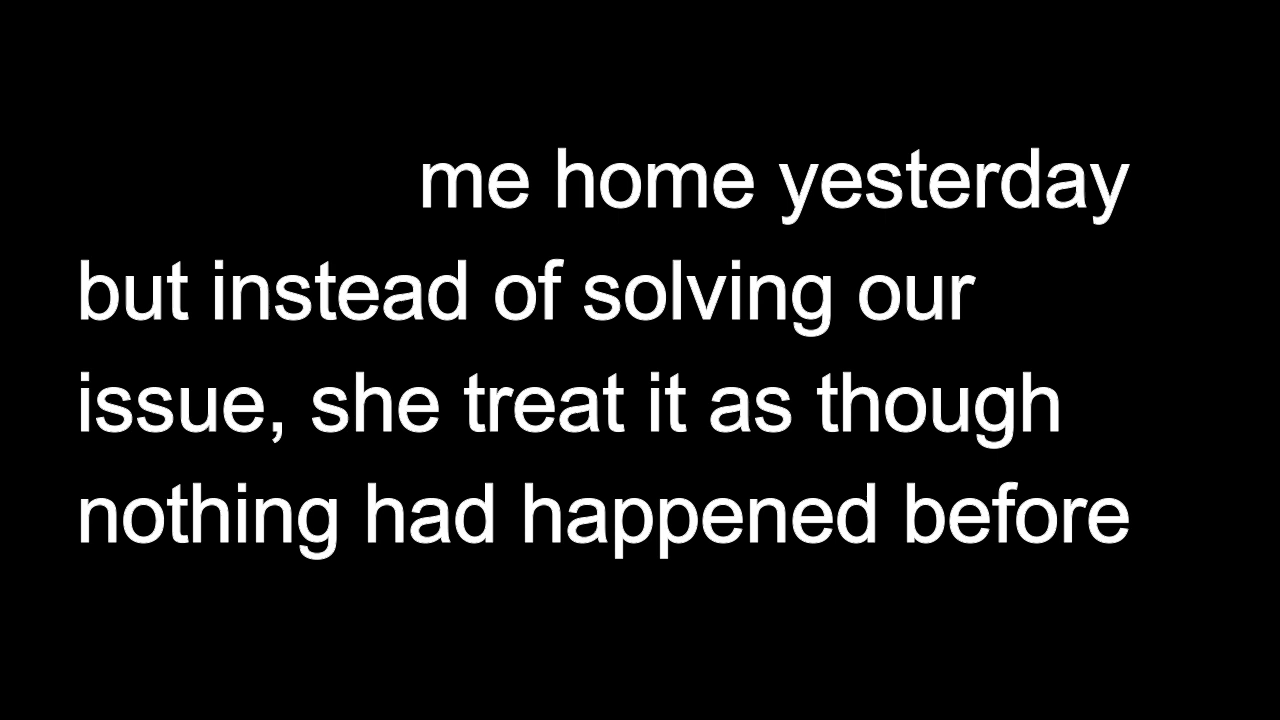 me home yesterday
but instead of solving our
issue, she treat it as though
nothing had happened before